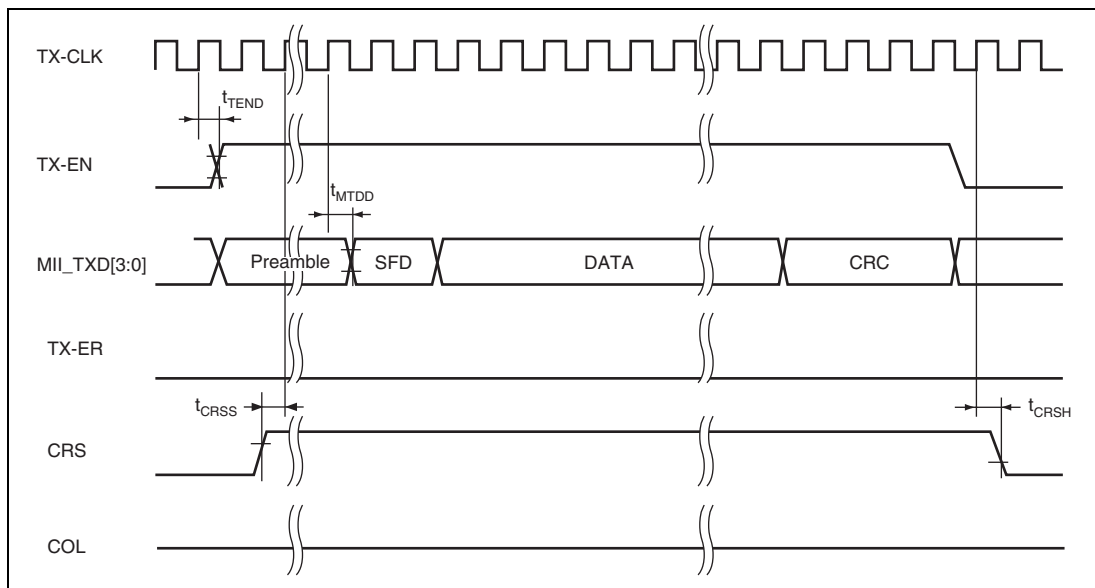 TX-CLK
tTEND
TX-EN
tMTDD
MII_TXD[3:0]
Preamble
SFD
DATA
CRC
TX-ER
tCRSS
tCRSH
CRS
COL